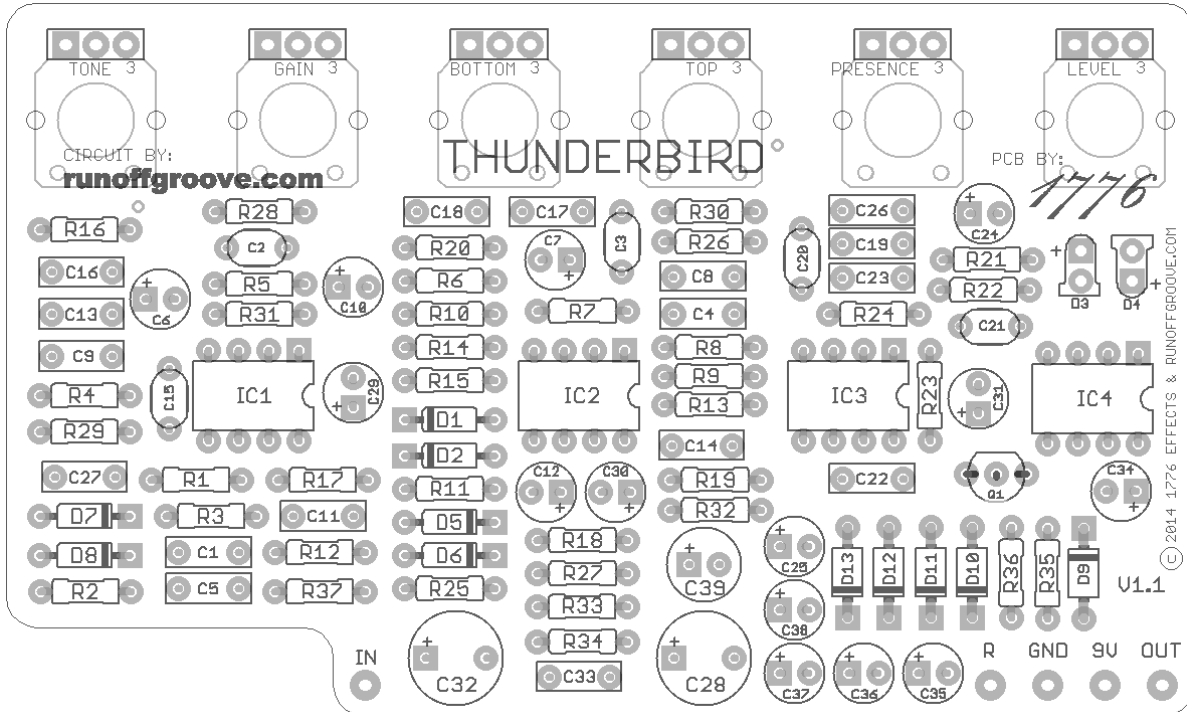 TONE 3 GAIN 3 BOTTOM 3 TOP 3 PRESENCE 3 LEVEL 3
CIRCUIT BY:
runoffgroove.com
THUNDERBIRD
PCB BY:
1776
R16 R28 C18 C17 R30 C26 C24
C2 R20 C7 C3 R26 C19 C20 R21
C16 R5 C10 R6 C8 C23 R22 D3 D4
C13 C6 R31 R10 R7 C4 R24 C21
C9 R14 R8
R4 C15 IC1 C29 R15 IC2 R9 IC3 R23 C31 IC4
R29 D1 R13
D2 C14
C27 R1 R17 R11 C12 C30 R19 C22 Q1 C34
D7 R3 C11 D5 R32
D8 C1 R12 D6 R18 C39 C25 D13 D12 D11 D10 R36 R35 D9
R2 C5 R37 R25 R27 V1.1
R33 C38
R34
IN C32 C33 C28 C37 C36 C35 R GND 9V OUT
© 2014 1776 EFFECTS & RUNOFFGROOVE.COM